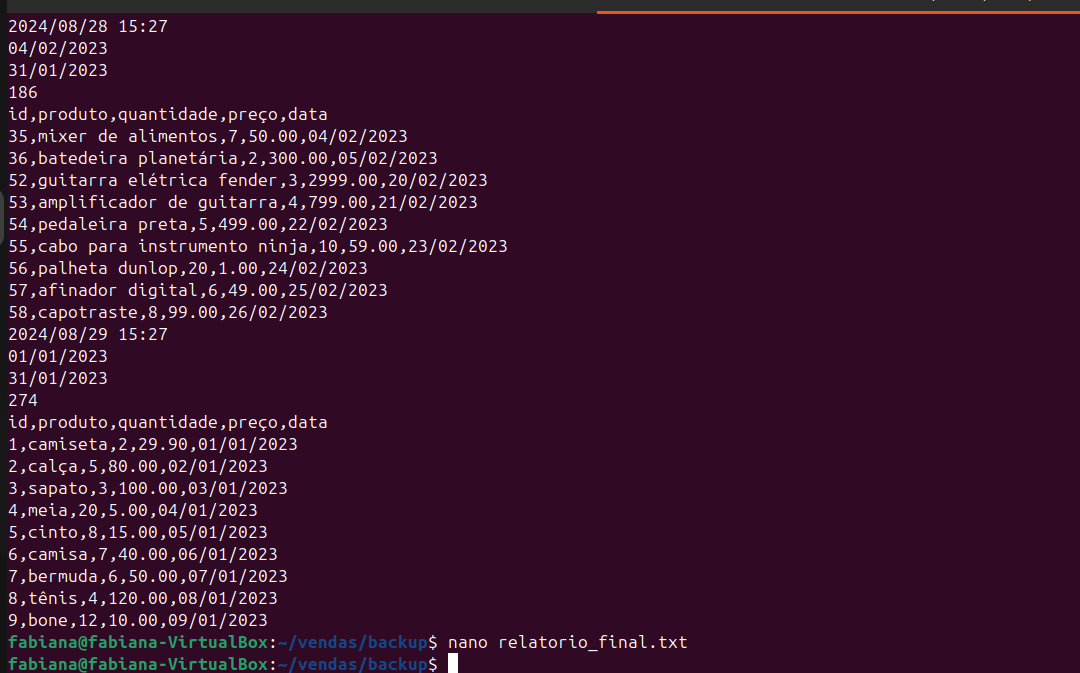 2024/08/28 15:27
04/02/2023
31/01/2023
186
id,produto,quantidade,preço,data
35,mixer de alimentos,7,50.00,04/02/2023
36,batedeira planetária,2,300.00,05/02/2023
52,guitarra elétrica fender,3,2999.00,20/02/2023
53,amplificador de guitarra,4,799.00,21/02/2023
54,pedaleira preta,5,499.00,22/02/2023
55,cabo para instrumento ninja,10,59.00,23/02/2023
56,palheta dunlop,20,1.00,24/02/2023
57,afinador digital,6,49.00,25/02/2023
58,capotraste,8,99.00,26/02/2023
2024/08/29 15:27
01/01/2023
31/01/2023
274
id,produto,quantidade,preço,data
1,camiseta,2,29.90,01/01/2023
2,calça,5,80.00,02/01/2023
3,sapato,3,100.00,03/01/2023
4,meia,20,5.00,04/01/2023
5,cinto,8,15.00,05/01/2023
6,camisa,7,40.00,06/01/2023
7,bermuda,6,50.00,07/01/2023
8,tênis,4,120.00,08/01/2023
9,bone,12,10.00,09/01/2023
fabiana@fabiana-VirtualBox:~/vendas/backup$ nano relatorio_final.txt
fabiana@fabiana-VirtualBox:~/vendas/backup$